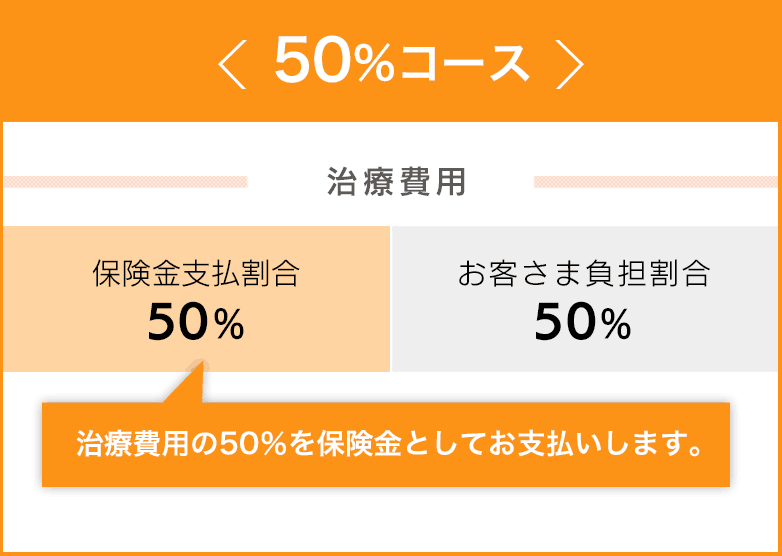 〈 50%コース 〉
治療費用
保険金支払割合
50%
お客さま負担割合
50%
治療費用の50%を保険金としてお支払いします。